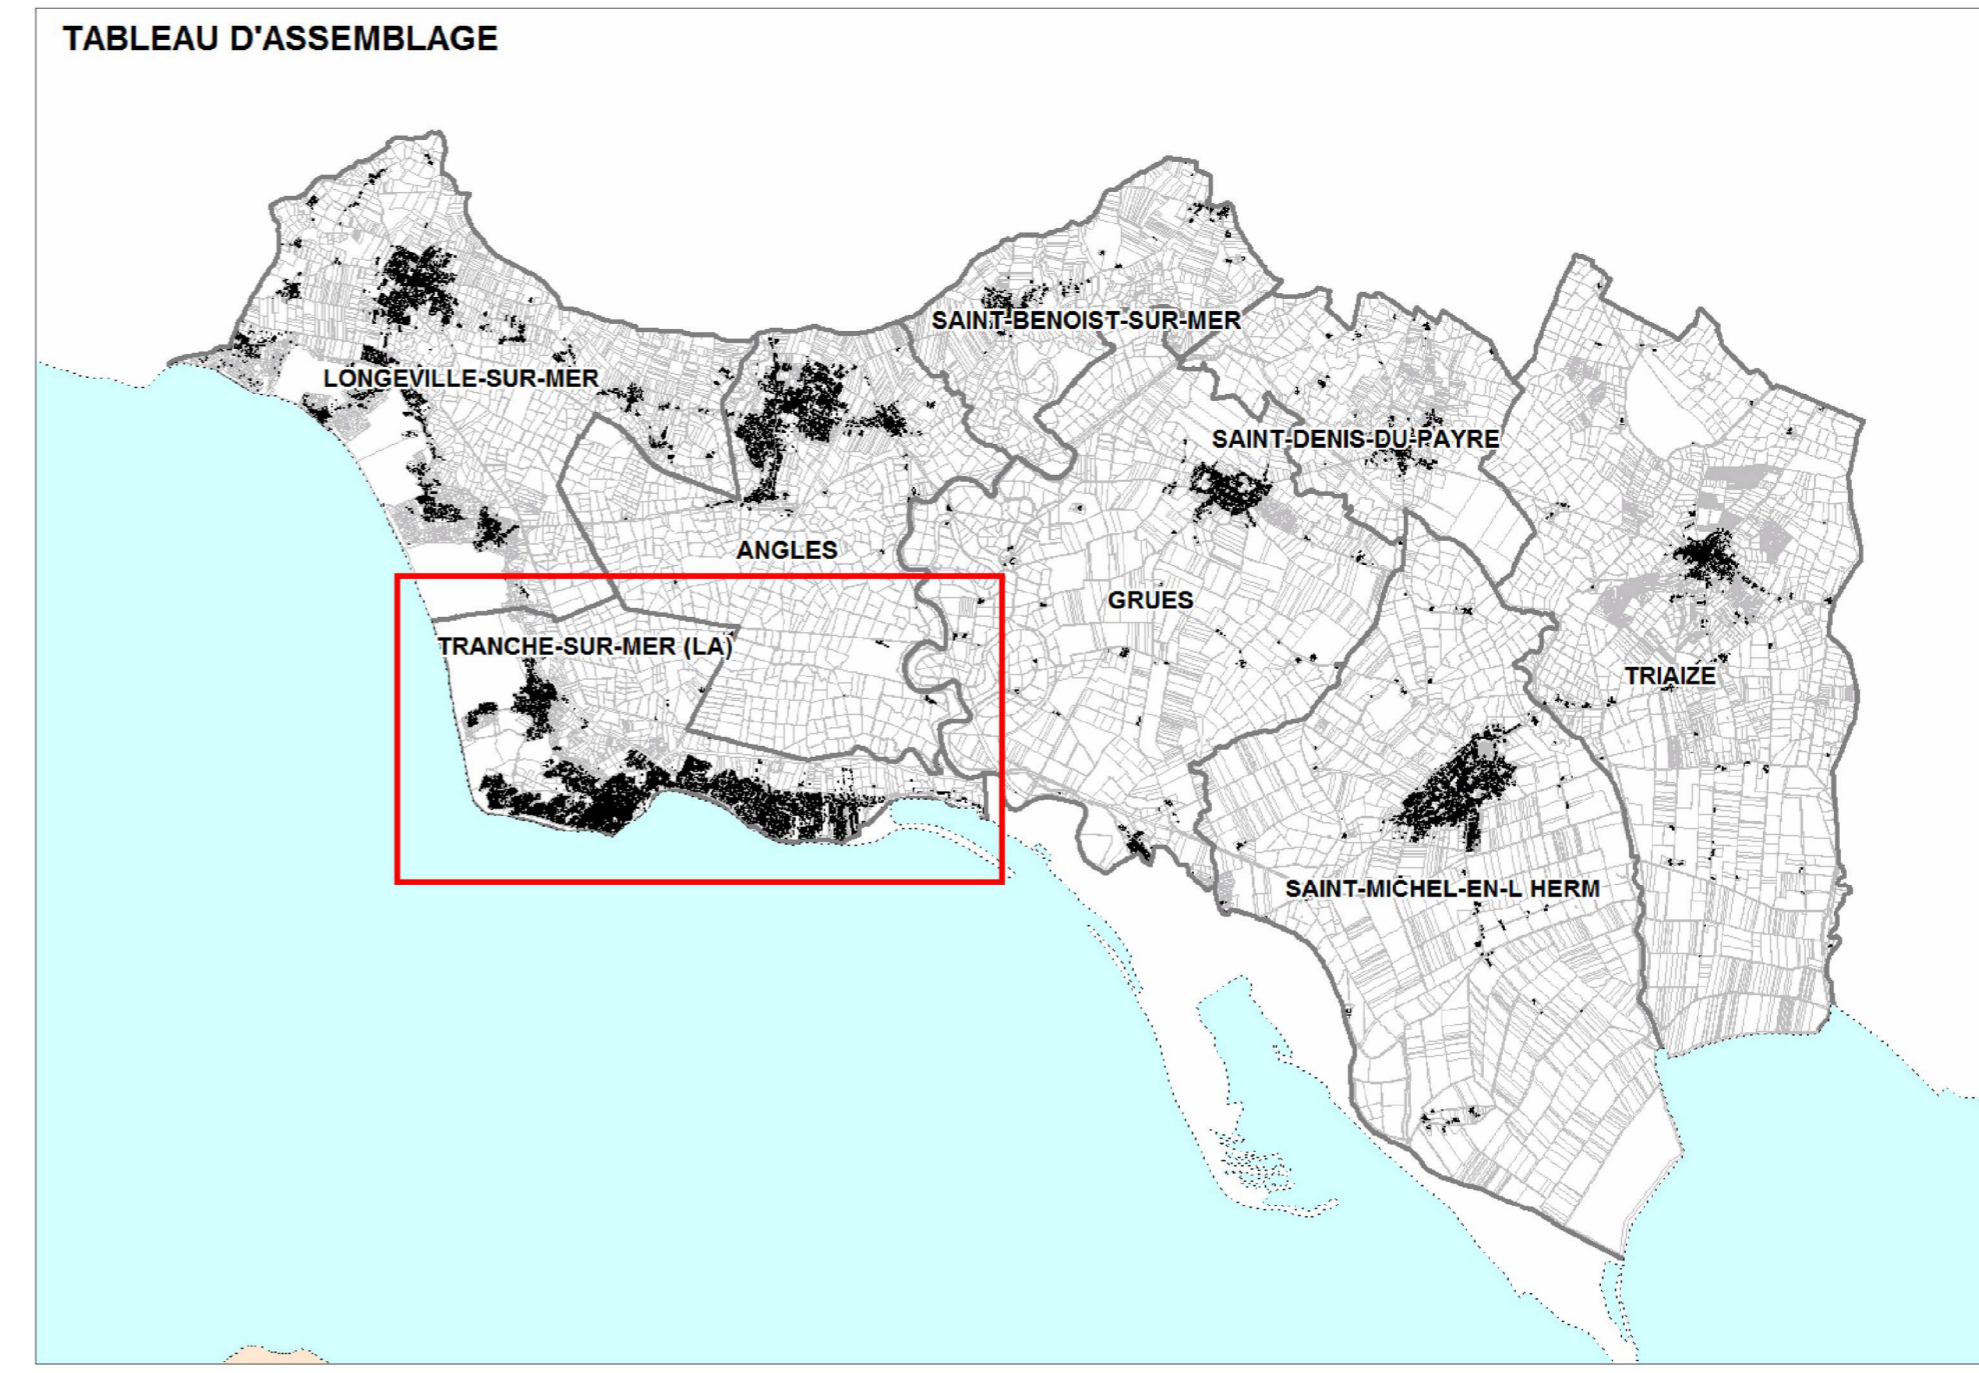 TABLEAU D'ASSEMBLAGE
SAINT-BENOIST-SUR-MER
LONGEVILLE-SUR-MER
SAINT-DENIS-DU-PAYRE
ANGLES
GRUES
TRANCHE-SUR-MER (LA)
TRIAIZE
SAINT-MICHEL-EN-L HERM